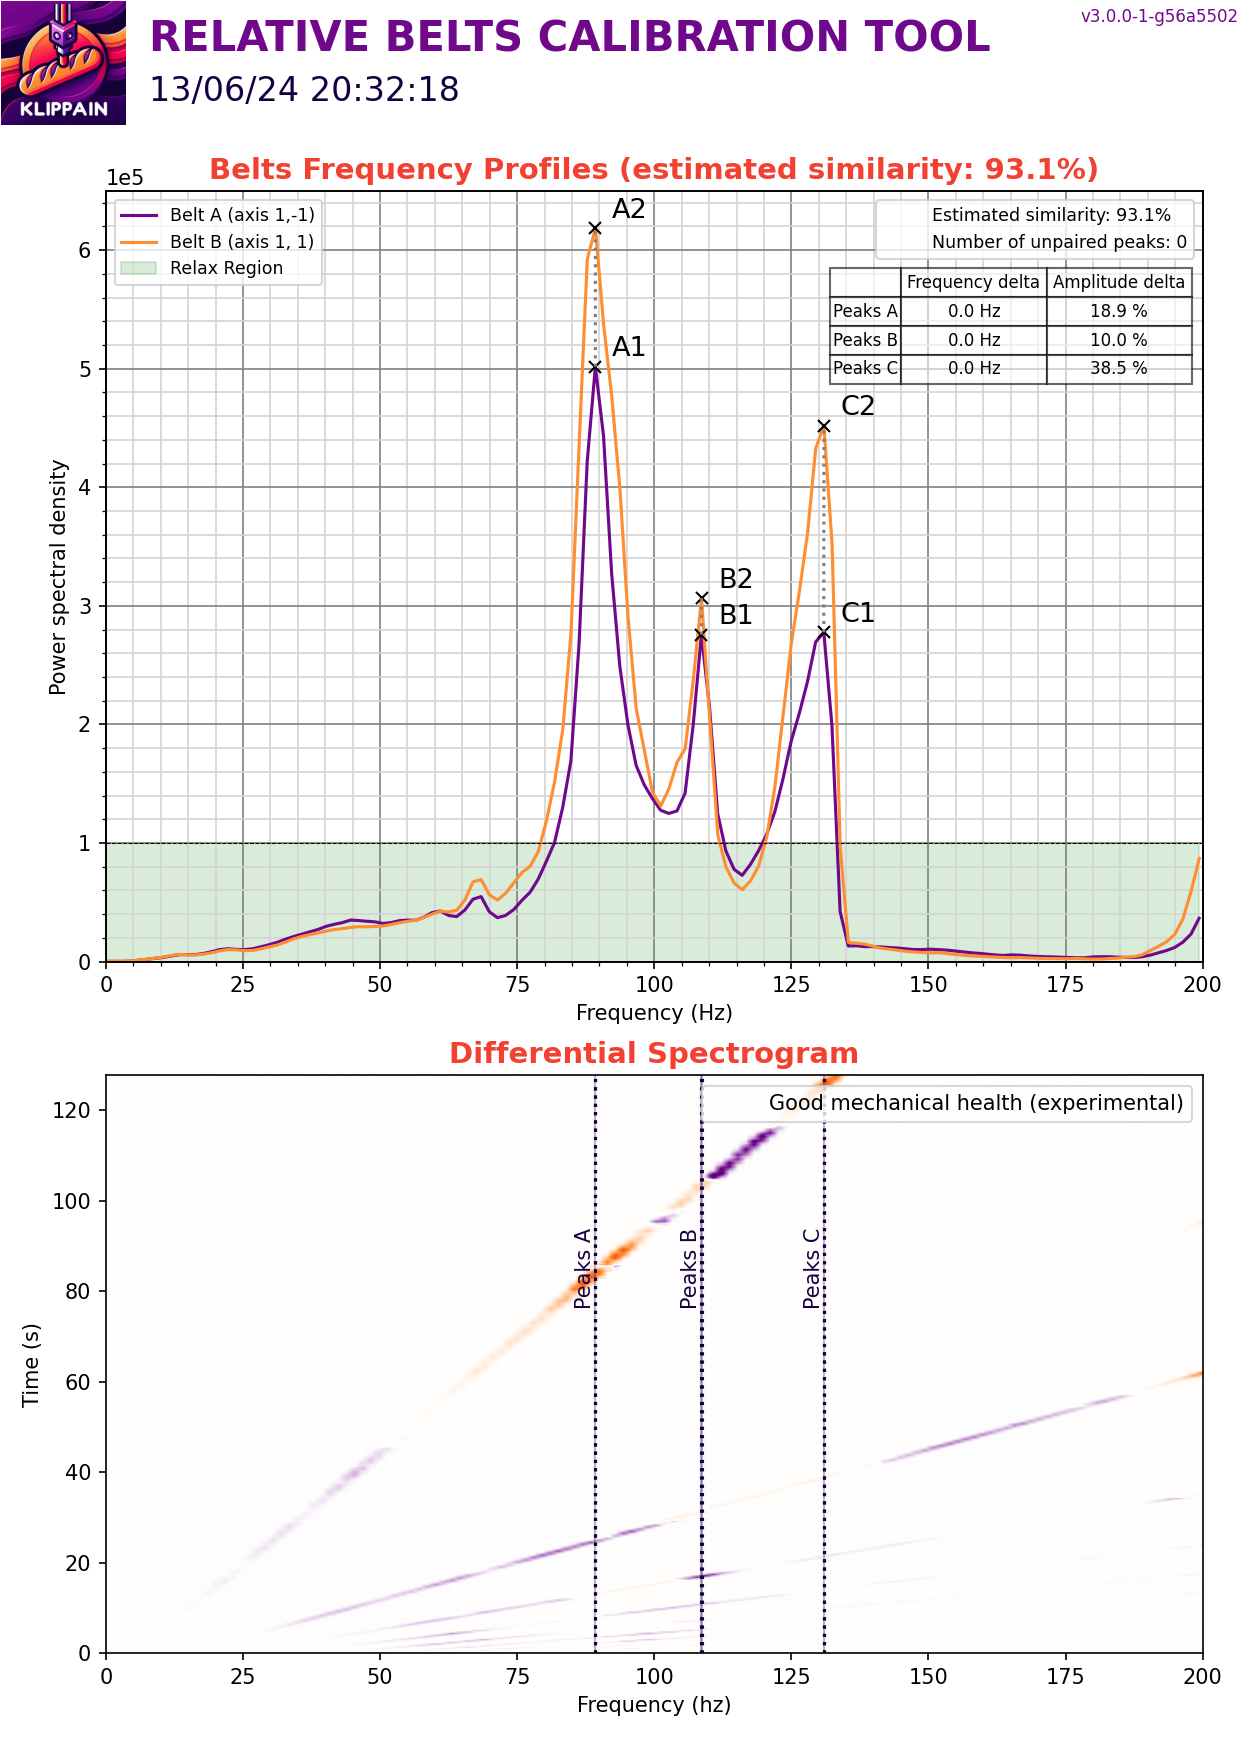 KLIPPAIN
RELATIVE BELTS CALIBRATION TOOL
v3.0.0-1-g56a5502
13/06/24 20:32:18
Belts Frequency Profiles (estimated similarity: 93.1%)
1e5
Belt A (axis 1,-1)
Belt B (axis 1, 1)
Relax Region
Estimated similarity: 93.1%
Number of unpaired peaks: 0
Frequency delta Amplitude delta
Peaks A 0.0 Hz 18.9 %
Peaks B 0.0 Hz 10.0 %
Peaks C 0.0 Hz 38.5 %
A2
A1
C2
B2
B1
C1
6
5
4
3
2
1
0
Power spectral density
0 25 50 75 100 125 150 175 200
Frequency (Hz)
Differential Spectrogram
Good mechanical health (experimental)
Peaks A
Peaks B
Peaks C
120
100
80
60
40
20
0
Time (s)
0 25 50 75 100 125 150 175 200
Frequency (hz)